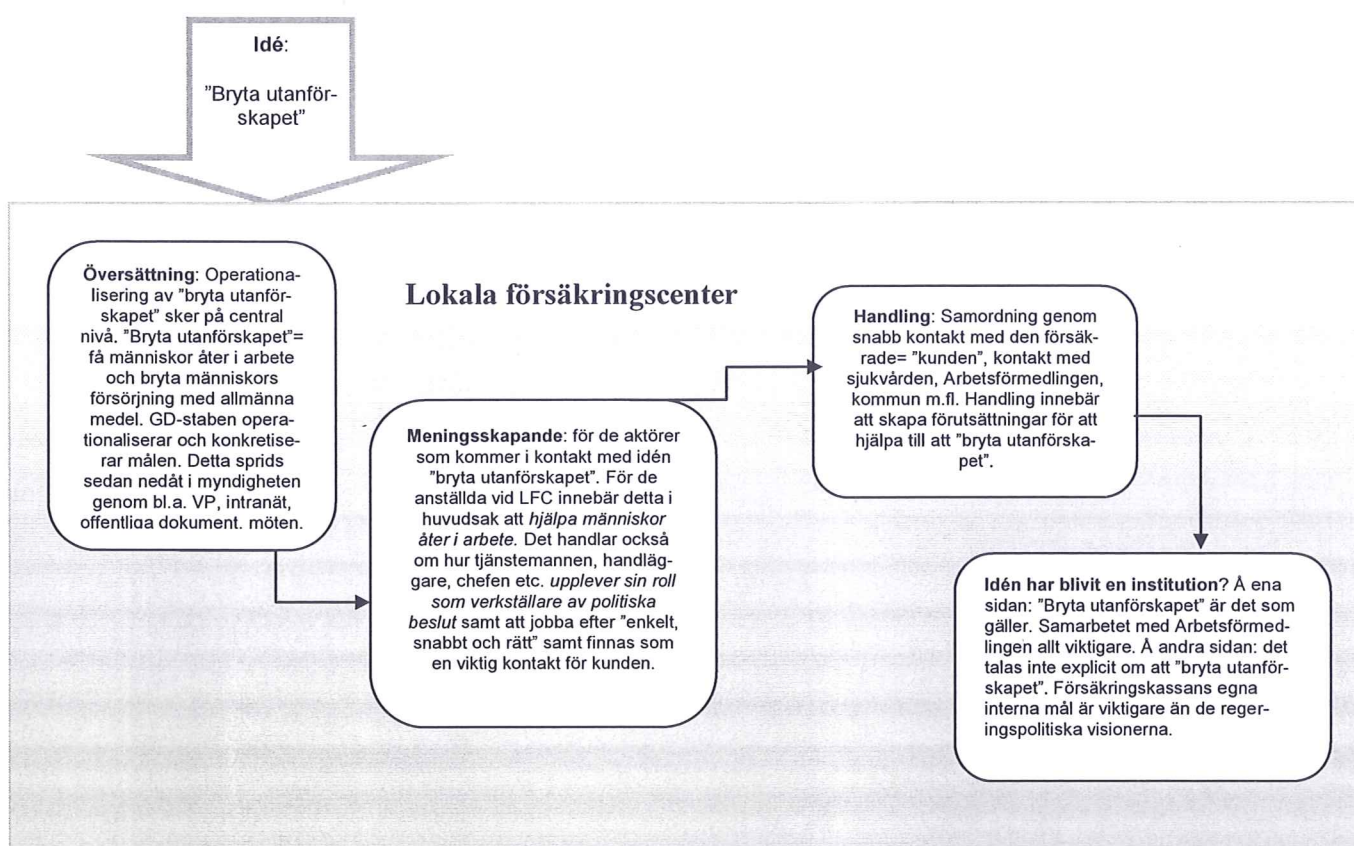 Idé:
"Bryta utanför-
skapet"
Översättning: Operationa-
lisering av "bryta utanför-
skapet" sker på central
nivå. "Bryta utanförskapet"=
få människor åter i arbete
och bryta människors
försörjning med allmänna
medel. GD-staben opera-
tionaliserar och konkretise-
rar målen. Detta sprids
sedan nedåt i myndigheten
genom bl.a. VP, intranät,
offentliga dokument. möten.
Lokala försäkringscenter
Meningsskapande: för de aktörer
som kommer i kontakt med idén
"bryta utanförskapet". För de
anställda vid LFC innebär detta i
huvudsak att hjälpa människor
åter i arbete. Det handlar också
om hur tjänstemannen, handläg-
gare, chefen etc. upplever sin roll
som verkställare av politiska
beslut samt att jobba efter "enkelt,
snabbt och rätt" samt finnas som
en viktig kontakt för kunden.
Handling: Samordning genom
snabb kontakt med den försäk-
rade= "kunden", kontakt med
sjukvården, Arbetsförmedlingen,
kommun m.fl. Handling innebär
att skapa förutsättningar för att
hjälpa till att "bryta utanförska-
pet".
Idén har blivit en institution? Å ena
sidan: "Bryta utanförskapet" är det som
gäller. Samarbetet med Arbetsförmed-
lingen allt viktigare. Å andra sidan: det
talas inte explicit om att "bryta utanför-
skapet". Försäkringskassans egna
interna mål är viktigare än de reger-
ingspolitiska visionerna.